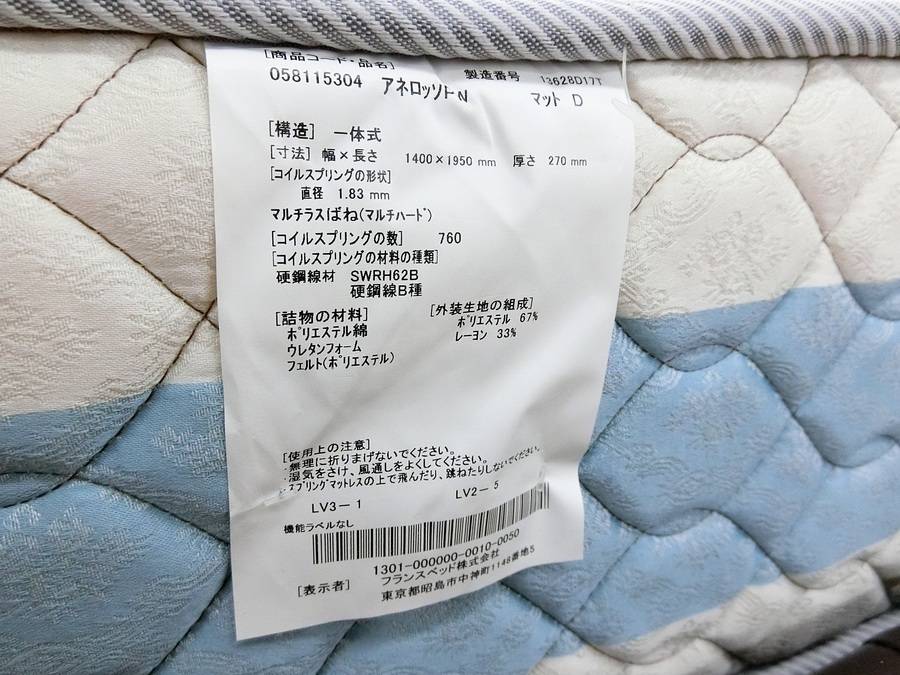 [商品コード・品名] 製造番号 13628D17T
058115304 アネロッソトN マット D
[構造] 一体式
[寸法] 幅×長さ 1400×1950 mm 厚さ 270 mm
[コイルスプリングの形状]
直径 1.83 mm
マルチラスばね(マルチハード)
[コイルスプリングの数] 760
[コイルスプリングの材料の種類]
硬鋼線材 SWRH62B
硬鋼線B種
[詰物の材料] [外装生地の組成]
ポリエステル綿 ポリエステル 67%
ウレタンフォーム レーヨン 33%
フェルト(ポリエステル)
[使用上の注意]
・無理に折りまげないでください。
・湿気をさけ、風通しをよくしてください。
・スプリングマットレスの上で飛んだり、跳ねたりしないでください。
LV3-1 LV2-5
機能ラベルなし
1301-000000-0010-0050
[表示者] フランスベッド株式会社
東京都昭島市中神町1148番地5